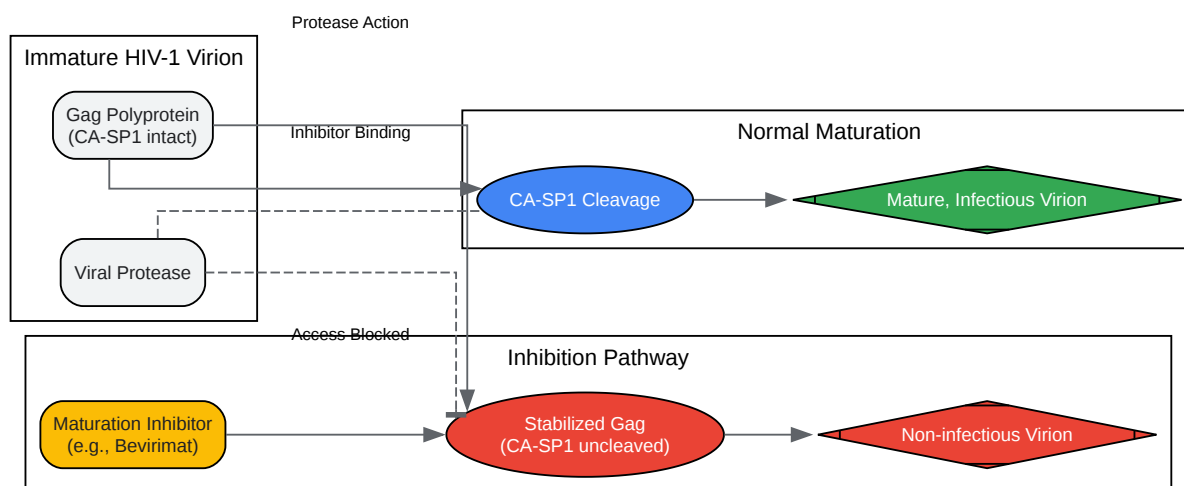 Protease Action
Immature HIV-1 Virion
Gag Polyprotein
(CA-SP1 intact)
Inhibitor Binding
Normal Maturation
CA-SP1 Cleavage
Mature, Infectious Virion
Viral Protease
Access Blocked
Inhibition Pathway
Maturation Inhibitor
(e.g., Bevirimat)
Stabilized Gag
(CA-SP1 uncleaved)
Non-infectious Virion